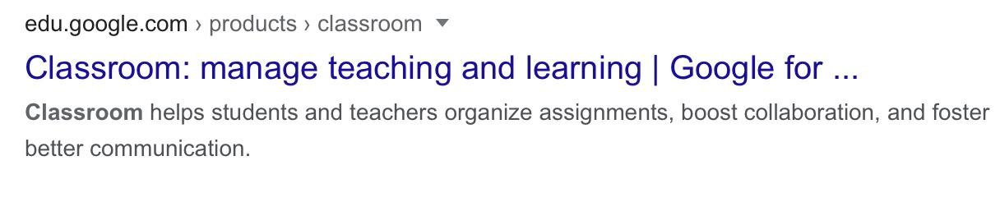 edu.google.com › products › classroom
Classroom: manage teaching and learning | Google for ...
Classroom helps students and teachers organize assignments, boost collaboration, and foster
better communication.